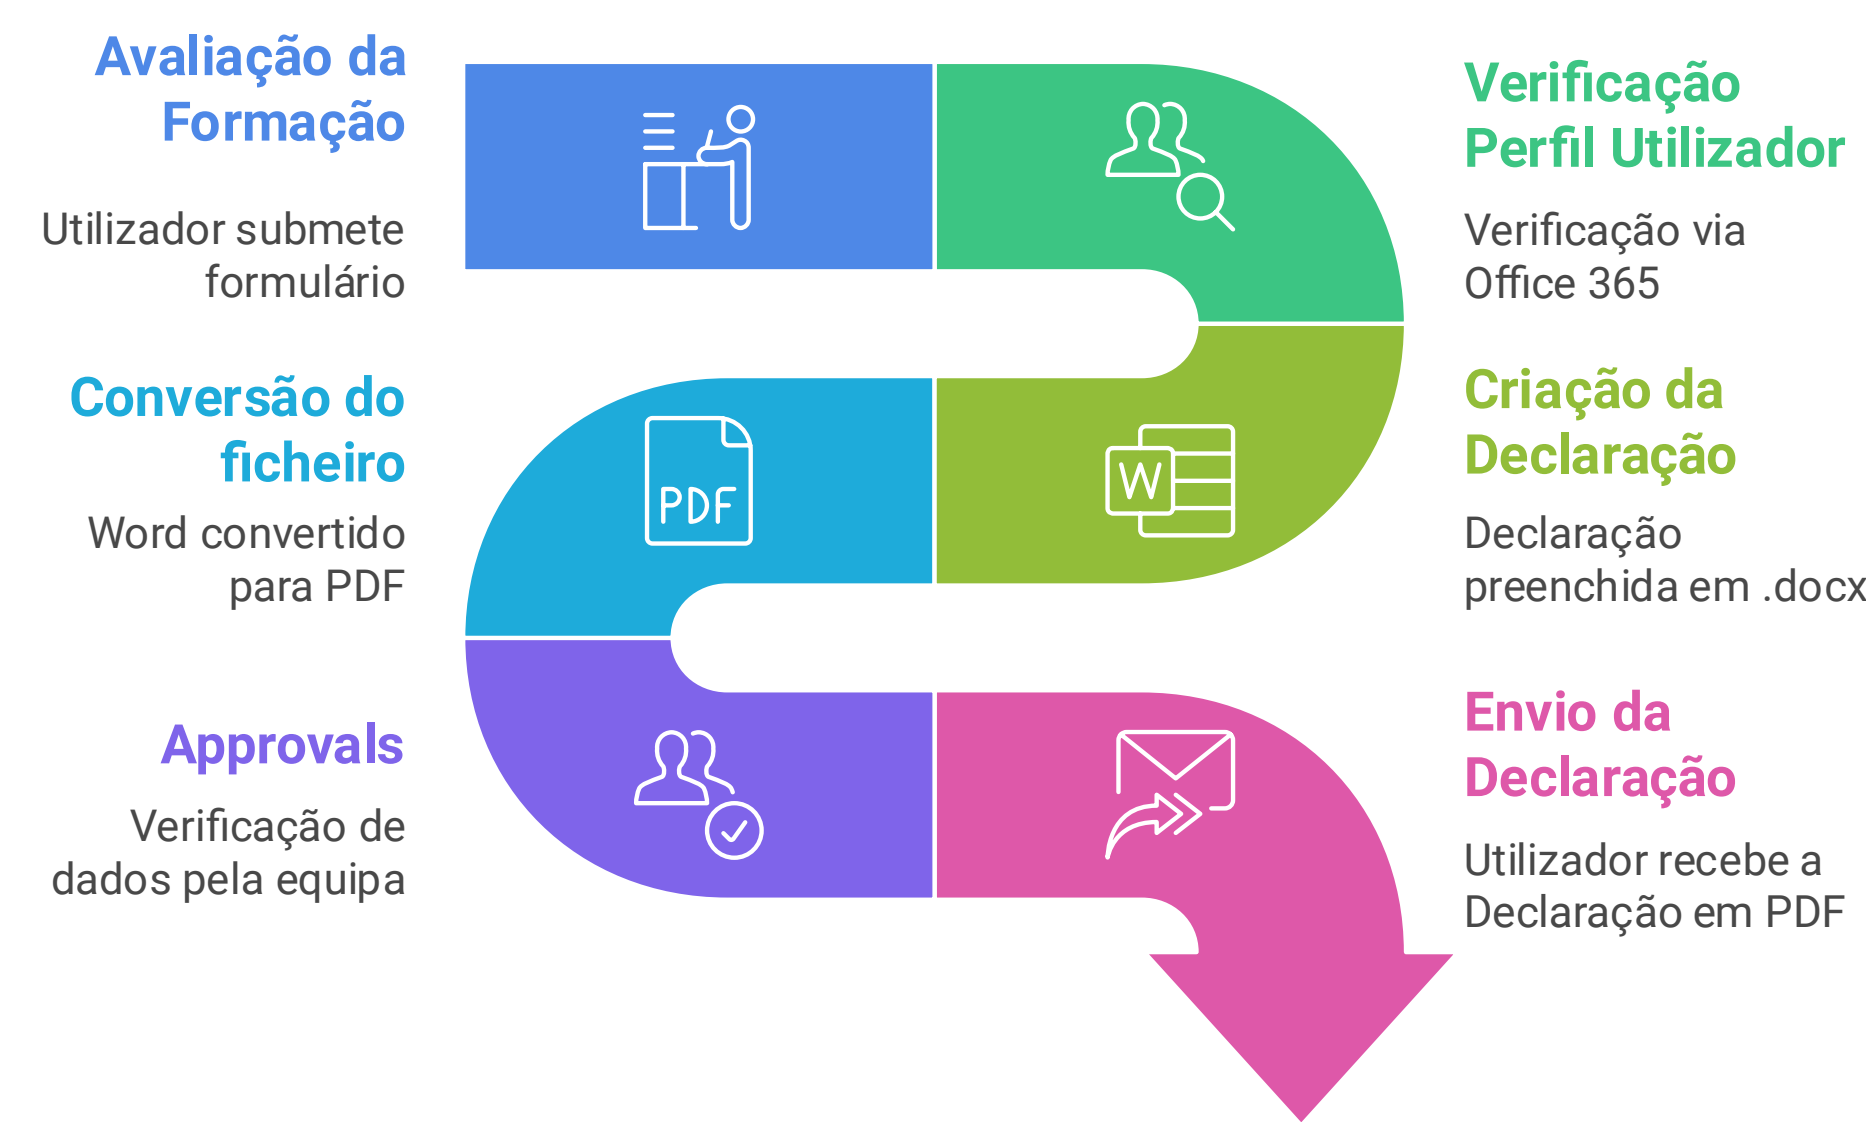 Avaliação da
Formação
Utilizador submete
formulário
Verificação
Perfil Utilizador
Verificação via
Office 365
Criação da
Declaração
Declaração
preenchida em .docx
W
Conversão do
ficheiro
Word convertido
para PDF
PDF
Approvals
Verificação de
dados pela equipa
Envio da
Declaração
Utilizador recebe a
Declaração em PDF